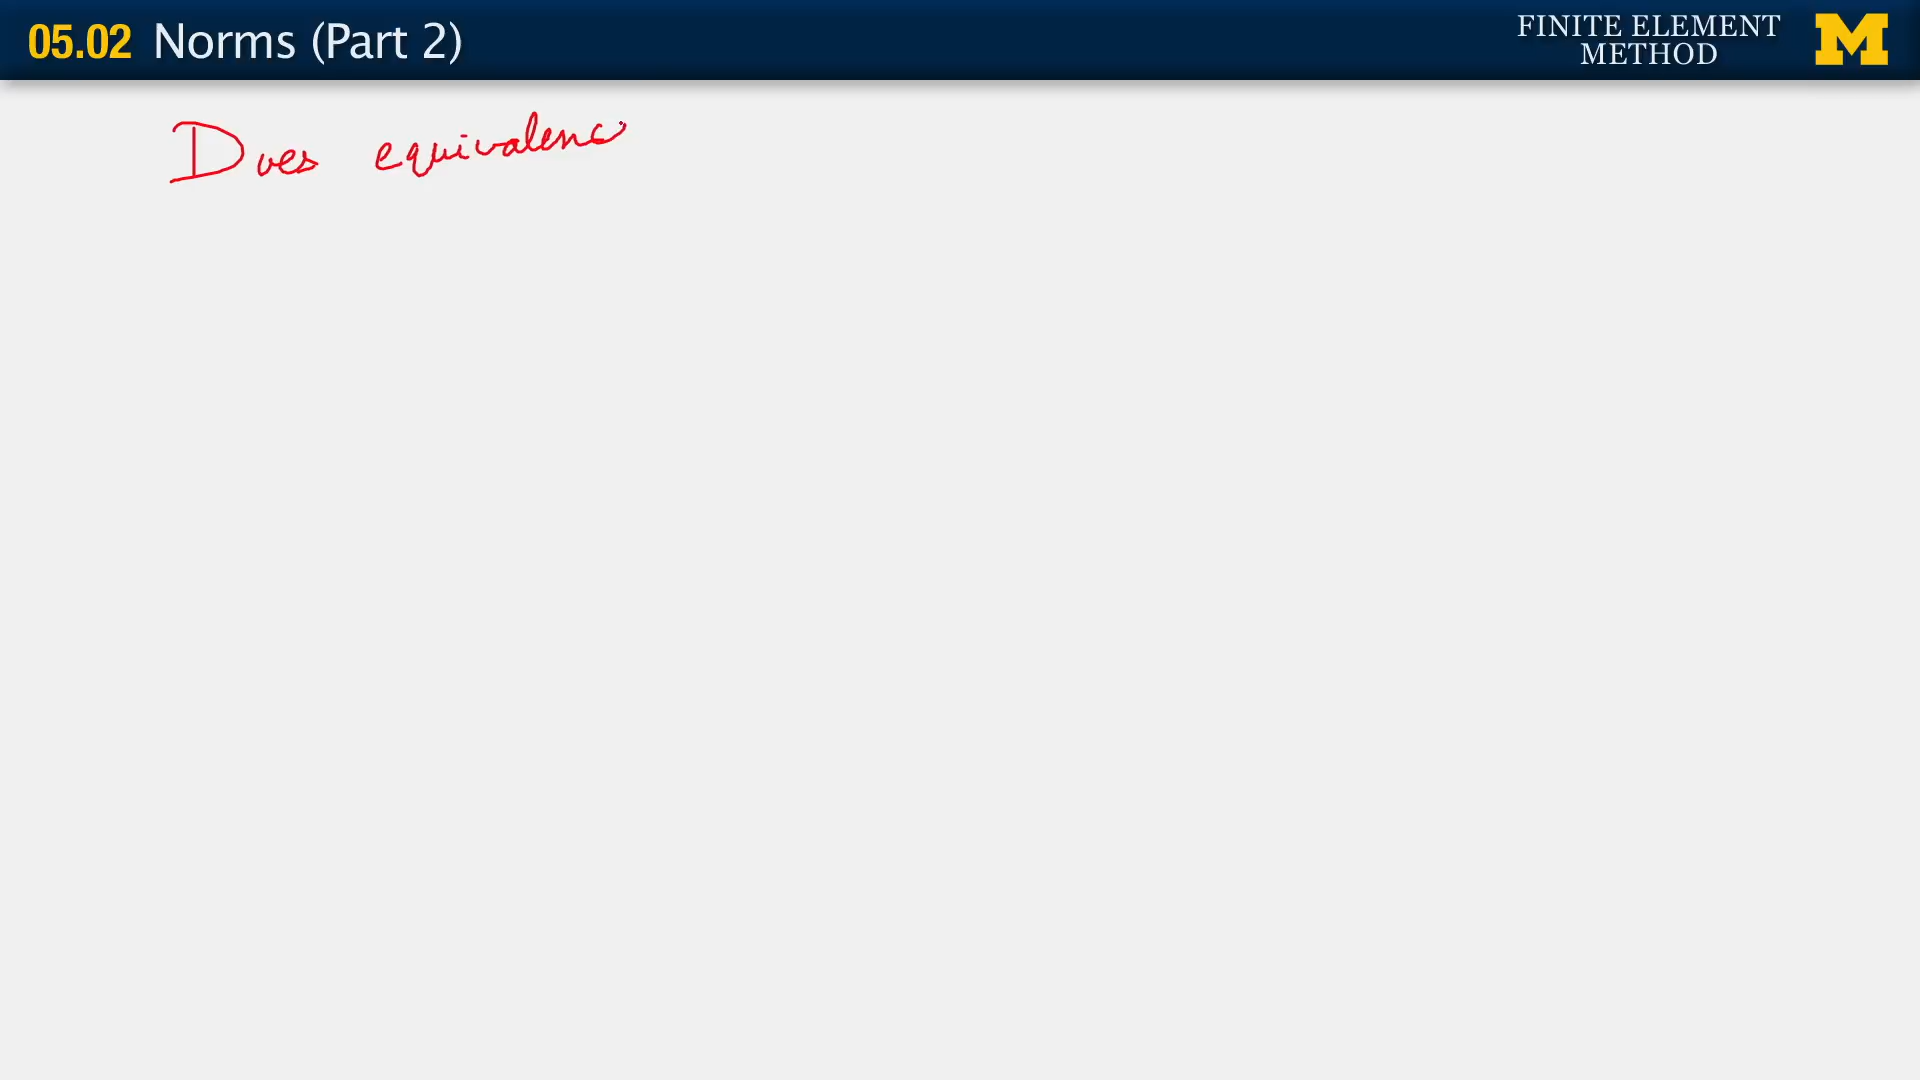 05.02 Norms (Part 2)
FINITE ELEMENT
METHOD
M
Does equivalenc